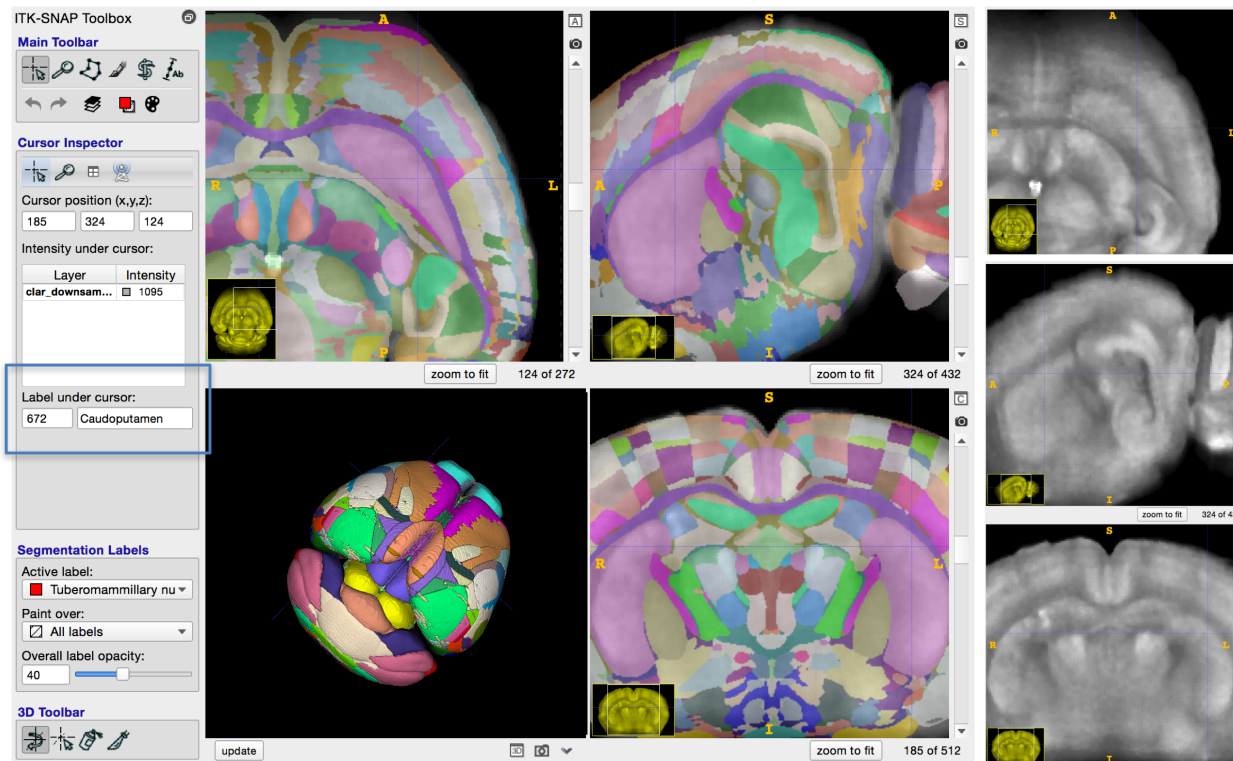 ITK-SNAP Toolbox
Main Toolbar
Ab
Cursor Inspector
Cursor position (x,y,z):
185 324 124
Intensity under cursor:
Layer Intensity
clar_downsam... 1095
Label under cursor:
672 Caudoputamen
Segmentation Labels
Active label:
Tuberomammillary nu
Paint over:
All labels
Overall label opacity:
40
3D Toolbar
A
R
L
P
A
zoom to fit 124 of 272
S
A
P
I
S
zoom to fit 324 of 432
update
3D
S
R
L
I
C
zoom to fit 185 of 512
A
R
L
P
S
A
P
I
zoom to fit 324 of 4
S
R
L
I